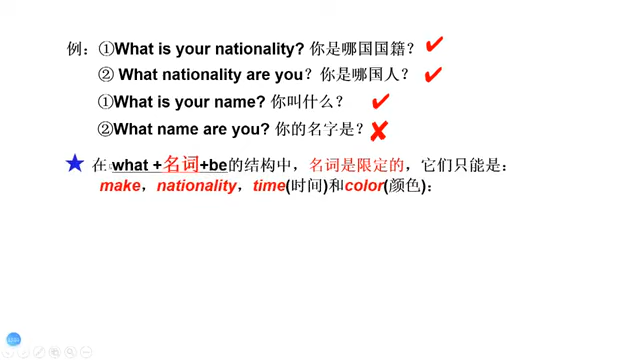 例：①What is your nationality? 你是哪国国籍？
② What nationality are you？你是哪国人？
①What is your name? 你叫什么？
②What name are you? 你的名字是？
在what +名词+be的结构中，名词是限定的，它们只能是：
make，nationality，time(时间)和color(颜色)：